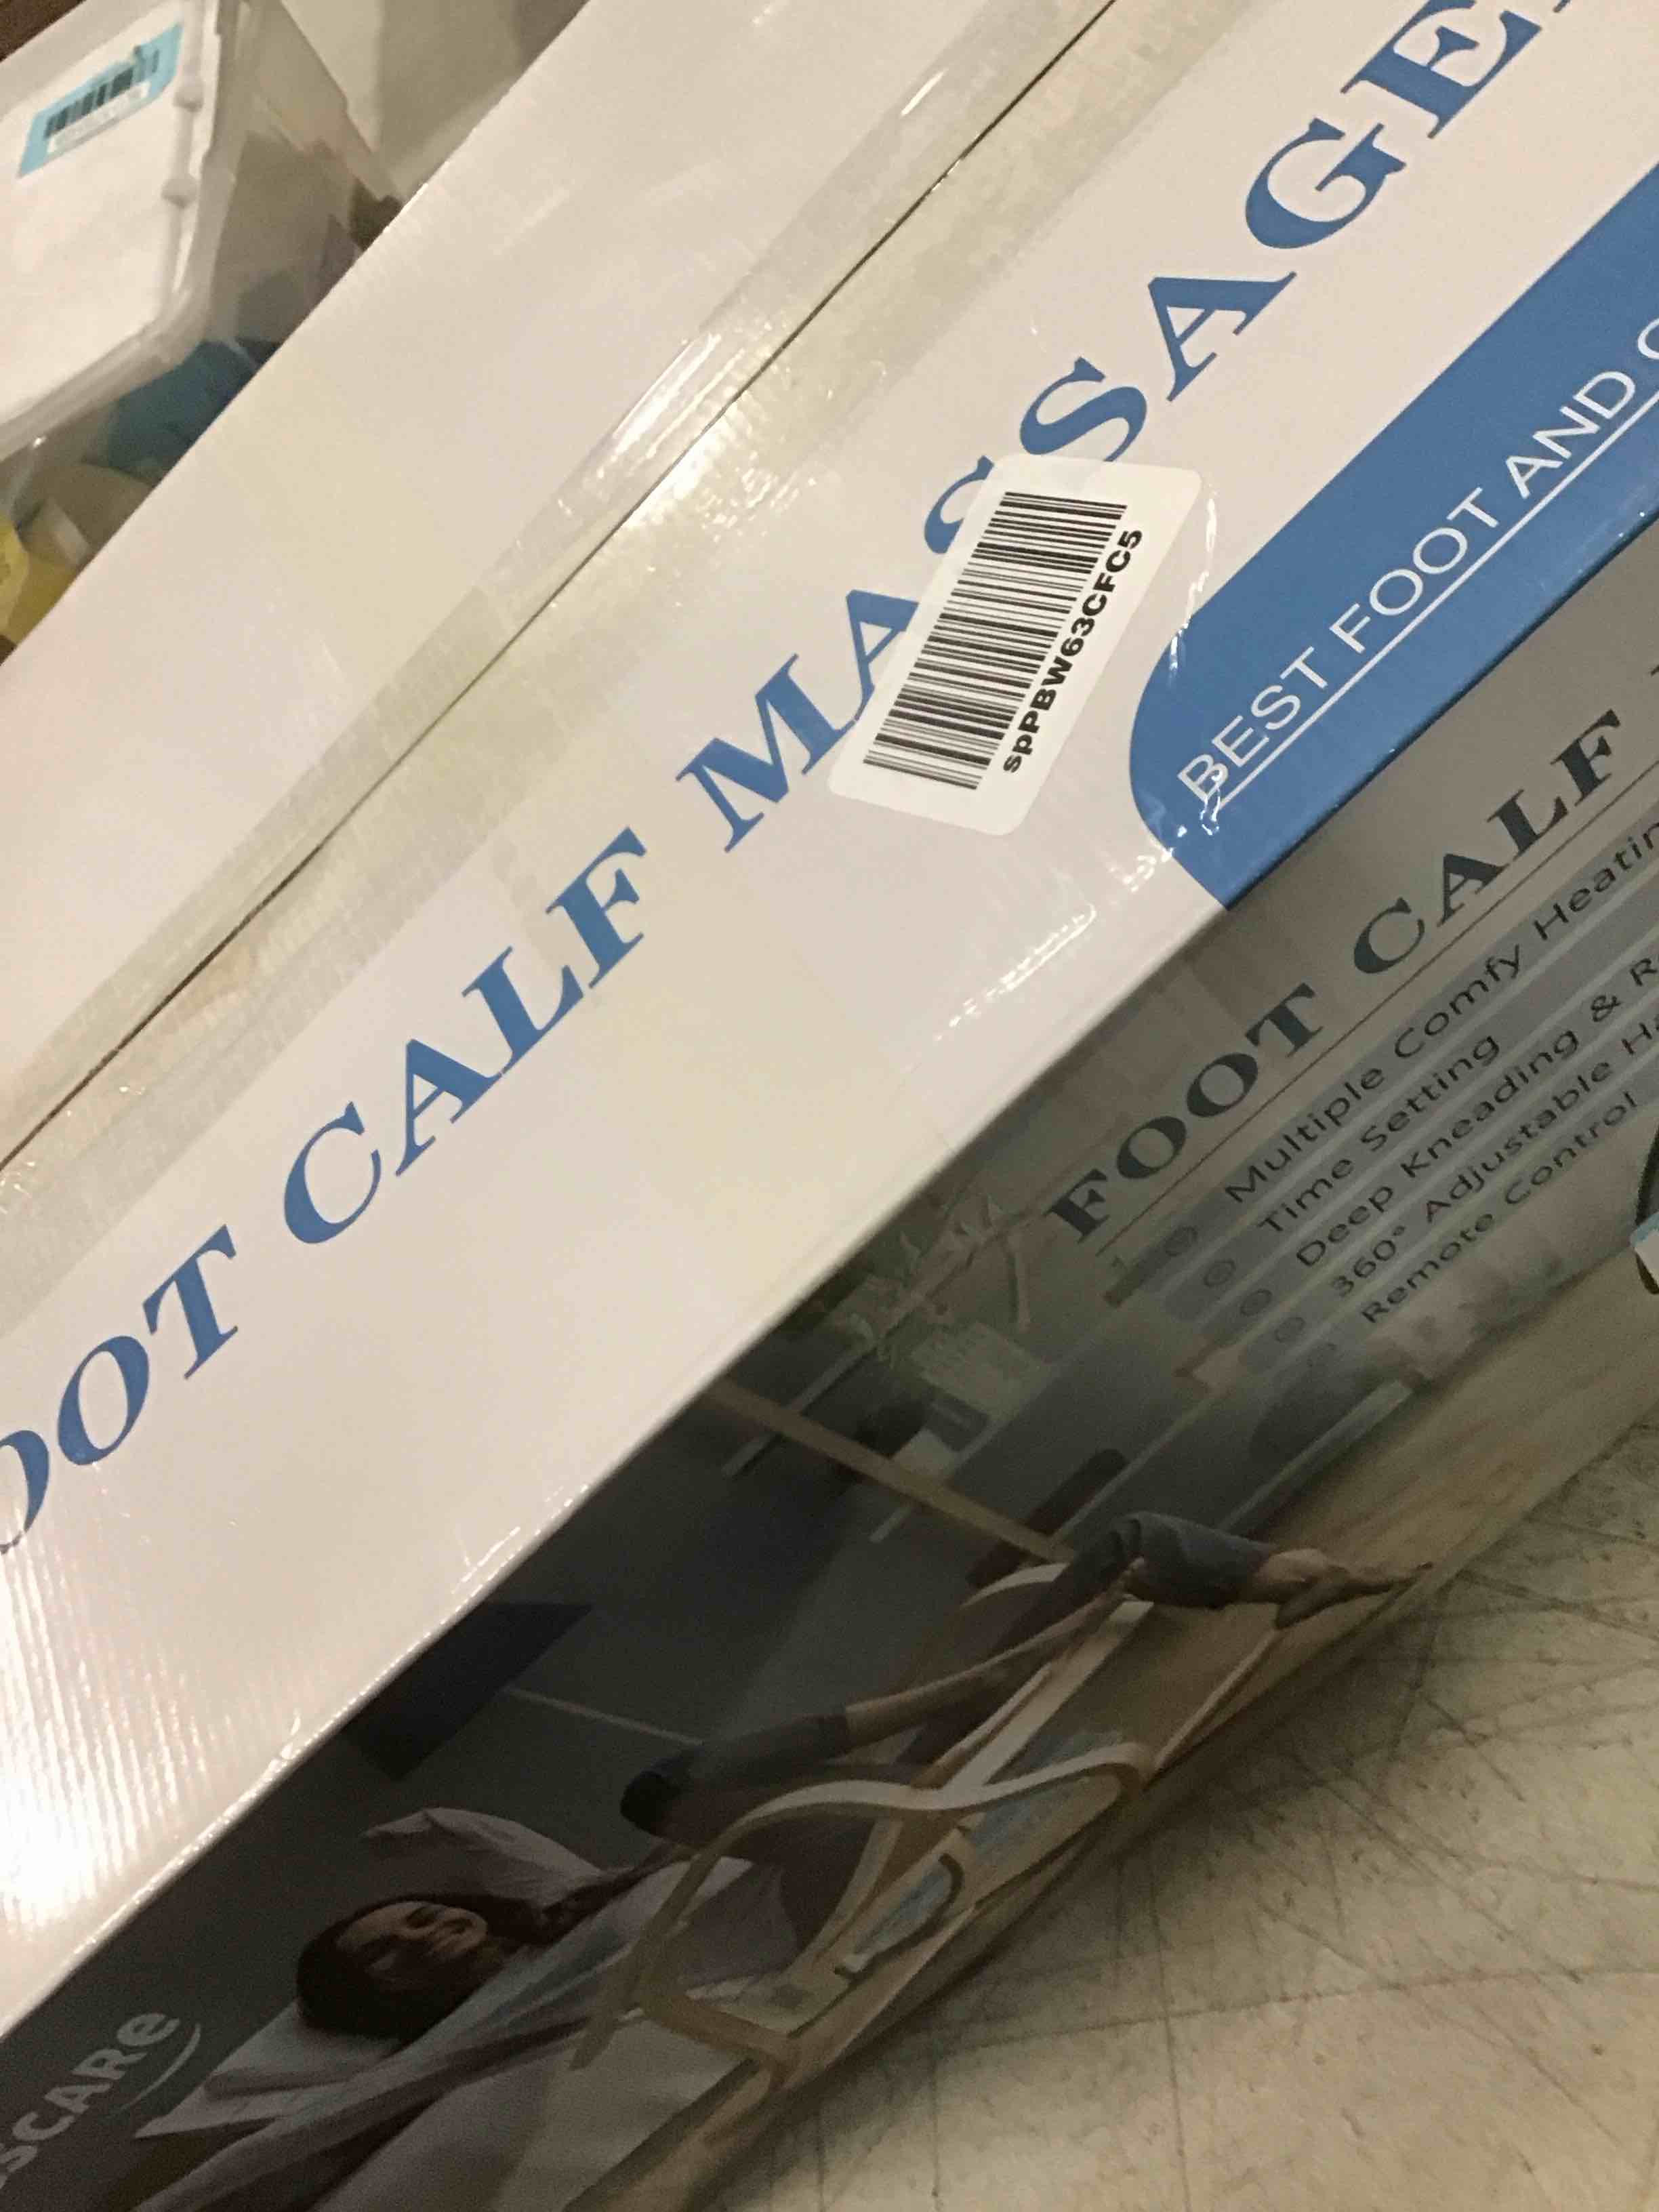 OOT CALF MASSAGE
spPBW63CFC5
BEST FOOT AND
FOOT CALF
Multiple Comfy Heatin
Time Setting
Deep Kneading & R
360° Adjustable Ha
Remote Control
SCARe